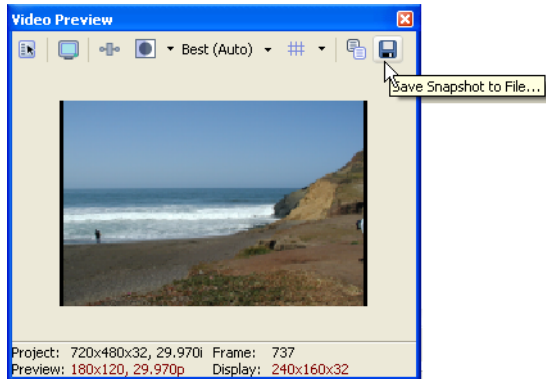 Video Preview
Best (Auto)
Save Snapshot to File...
Project: 720x480x32, 29.970i Frame: 737
Preview: 180x120, 29.970p Display: 240x160x32